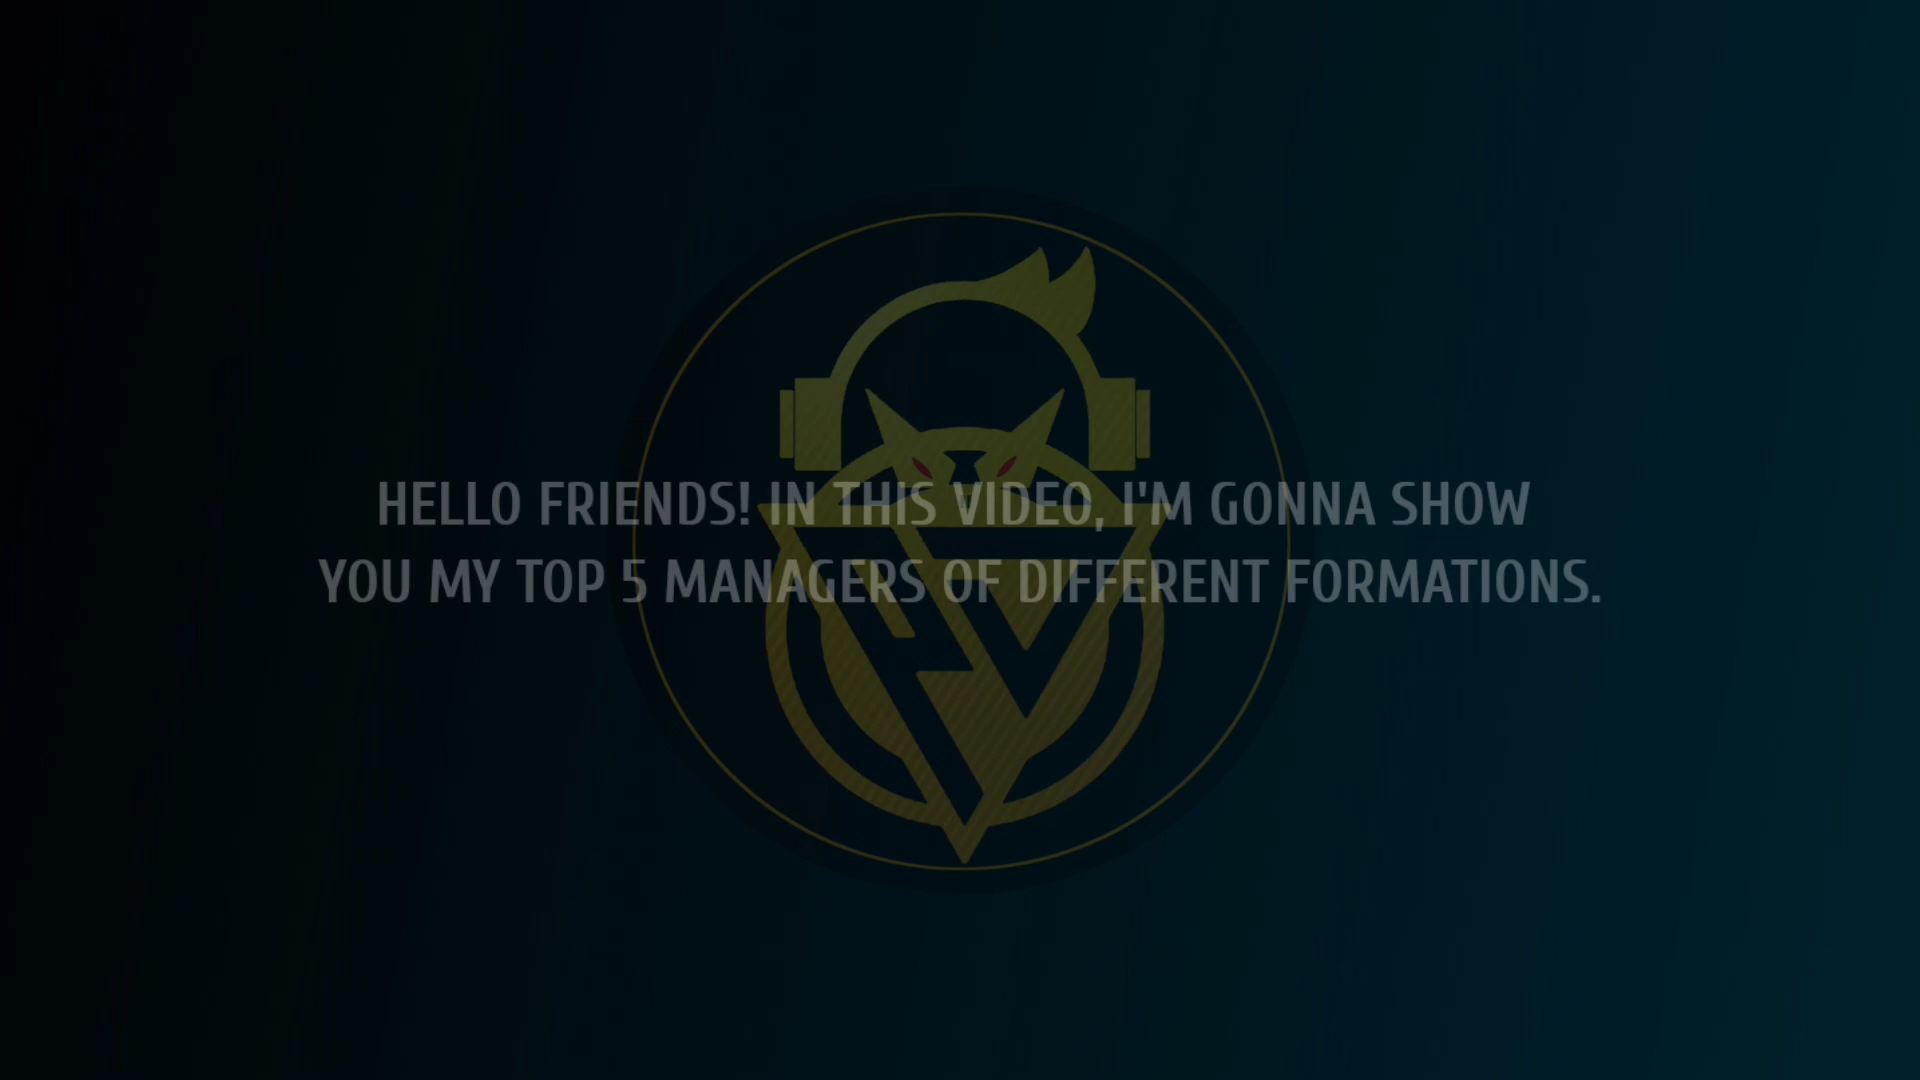 HELLO FRIENDS! IN THIS VIDEO, I'M GONNA SHOW
YOU MY TOP 5 MANAGERS OF DIFFERENT FORMATIONS.